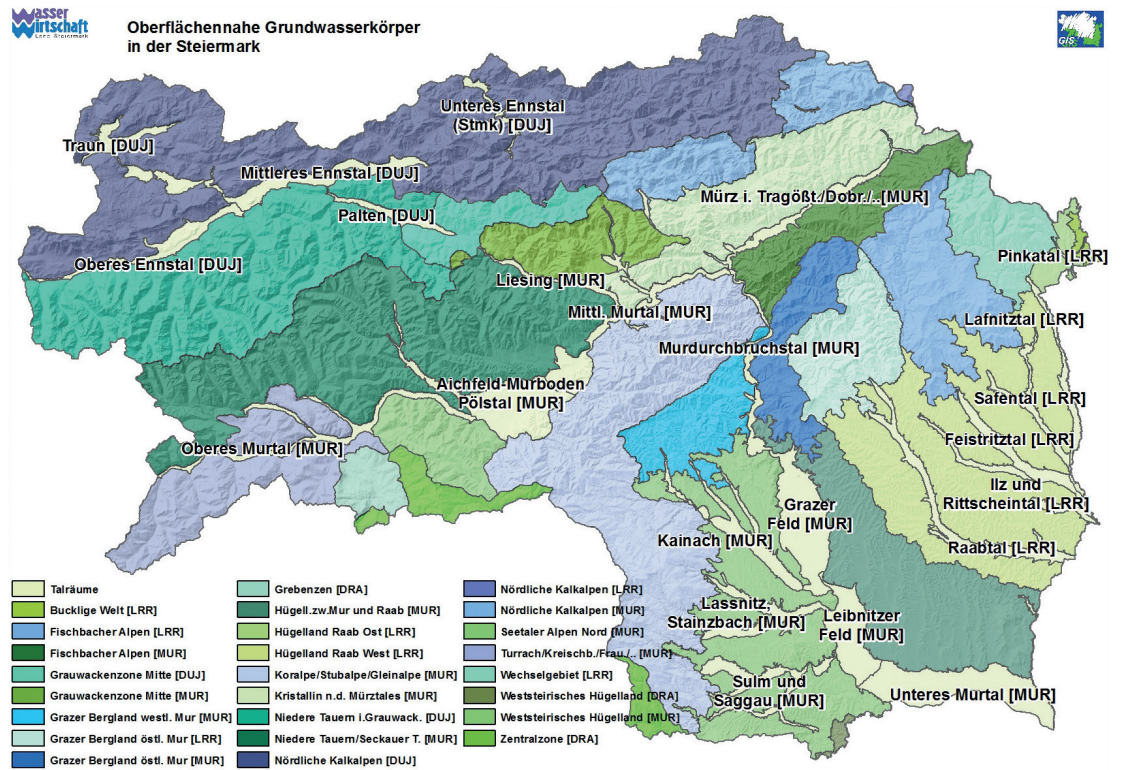 Wasser
Wirtschaft
Land Steiermark
Oberflächennahe Grundwasserkörper
in der Steiermark
GIS
Unteres Ennstal
(Stmk) [DUJ]
Traun [DUJ]
Mittleres Ennstal [DUJ]
Mürz i. Tragößt./Dobr./..[MUR]
Palten [DUJ]
Oberes Ennstal [DUJ]
Pinkatal [LRR]
Liesing [MUR]
Mittl. Murtal [MUR]
Lafnitztal [LRR]
Murdurchbruchstal [MUR]
Aichfeld-Murboden
Pölstal [MUR]
Safental [LRR]
Oberes Murtal [MUR]
Feistritztal [LRR]
Ilz und
Rittscheintal [LRR]
Grazer
Feld [MUR]
Kainach [MUR]
Raabtal [LRR]
Lassnitz,
Stainzbach [MUR]
Leibnitzer
Feld [MUR]
Sulm und
Saggau [MUR]
Unteres Murtal [MUR]
Talräume
Bucklige Welt [LRR]
Fischbacher Alpen [LRR]
Fischbacher Alpen [MUR]
Grauwackenzone Mitte [DUJ]
Grauwackenzone Mitte [MUR]
Grazer Bergland westl. Mur [MUR]
Grazer Bergland östl. Mur [LRR]
Grazer Bergland östl. Mur [MUR]
Grebenzen [DRA]
Hügell.zw.Mur und Raab [MUR]
Hügelland Raab Ost [LRR]
Hügelland Raab West [LRR]
Koralpe/Stubalpe/Gleinalpe [MUR]
Kristallin n.d. Mürztales [MUR]
Niedere Tauern i.Grauwack. [DUJ]
Niedere Tauern/Seckauer T. [MUR]
Nördliche Kalkalpen [DUJ]
Nördliche Kalkalpen [LRR]
Nördliche Kalkalpen [MUR]
Seetaler Alpen Nord [MUR]
Turrach/Kreischb./Frau./.. [MUR]
Wechselgebiet [LRR]
Weststeirisches Hügelland [DRA]
Weststeirisches Hügelland [MUR]
Zentralzone [DRA]